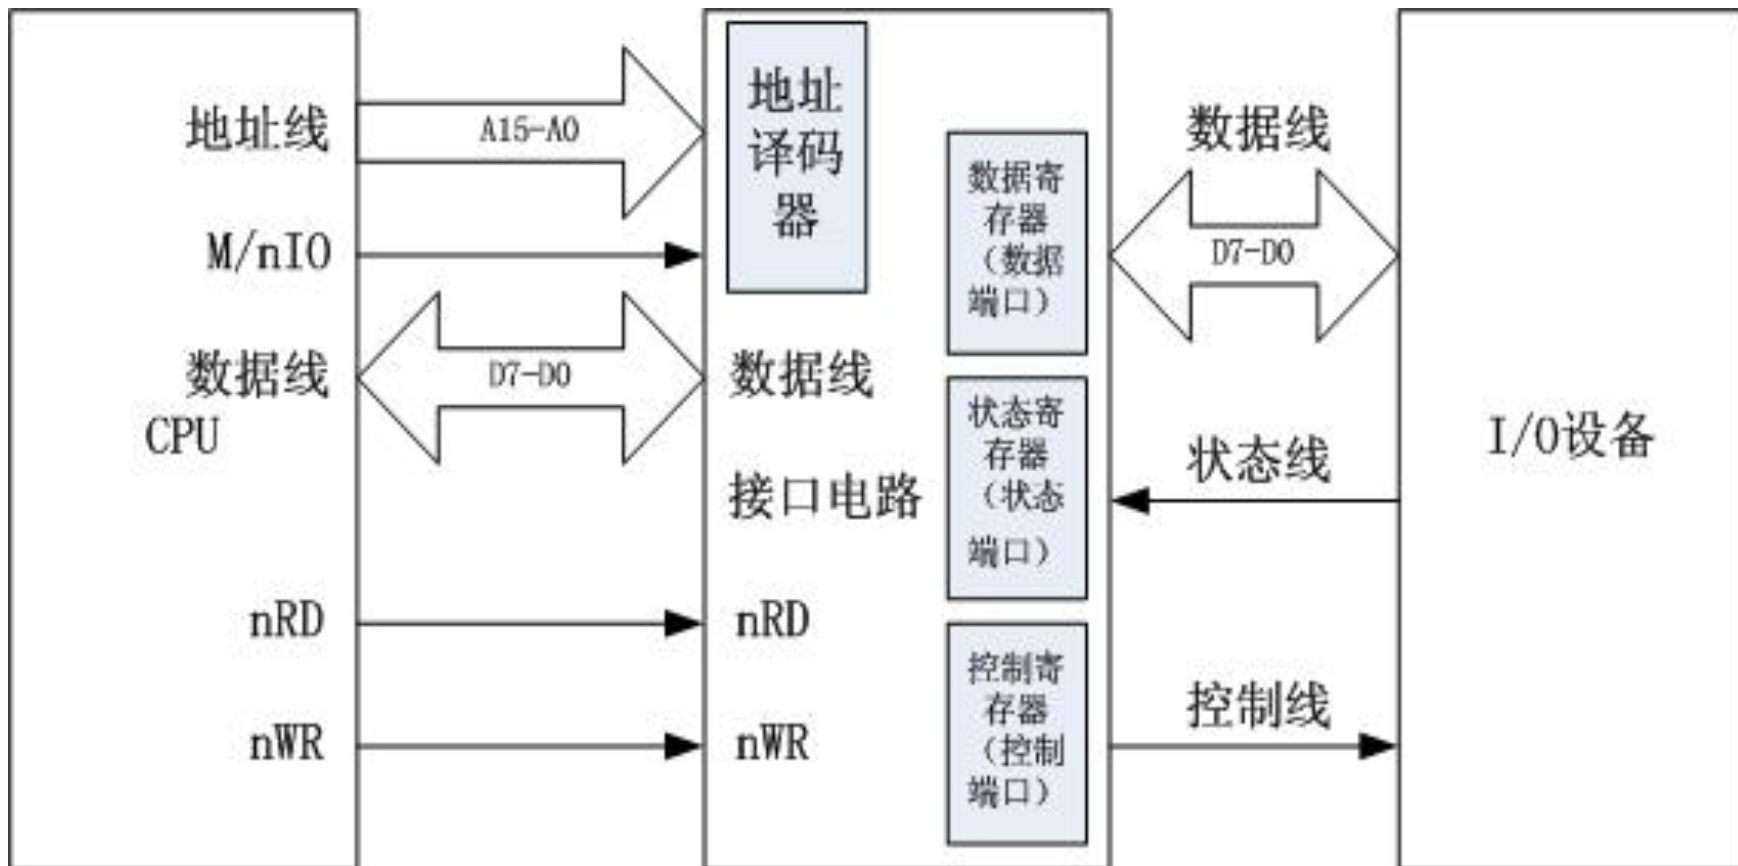 地址线
A15-A0
M/nIO
数据线
D7-D0
CPU
nRD
nWR
地址
译码
器
数据线
接口电路
nRD
nWR
数据寄
存器
（数据
端口）
状态寄
存器
（状态
端口）
控制寄
存器
（控制
端口）
数据线
D7-D0
状态线
控制线
I/O设备